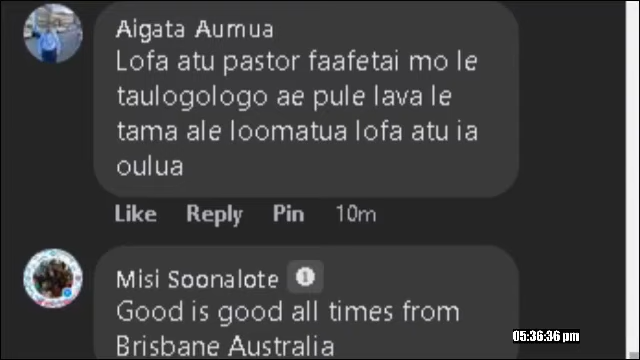 Aigata Aumua
Lofa atu pastor faafetai mo le
taulogologo ae pule lava le
tama ale loomatua lofa atu ia
oulua
Like Reply Pin 10m
Misi Soonalote
Good is good all times from
Brisbane Australia
05:36:36 pm